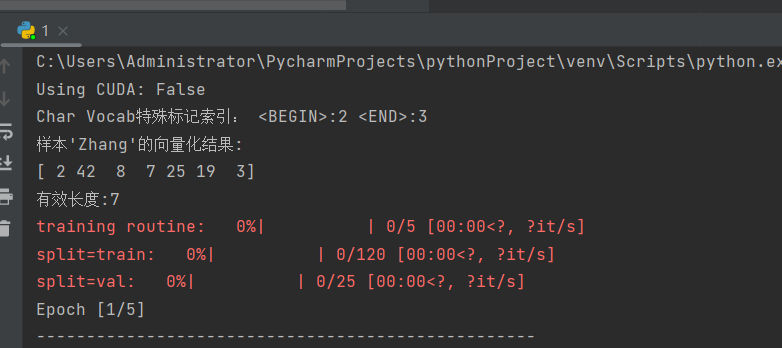 1
C:\Users\Administrator\PycharmProjects\pythonProject\venv\Scripts\python.ex
Using CUDA: False
Char Vocab特殊标记索引: <BEGIN>:2 <END>:3
样本'Zhang'的向量化结果:
[ 2 42  8  7 25 19  3]
有效长度:7
training routine:   0%|          | 0/5 [00:00<?, ?it/s]
split=train:   0%|          | 0/120 [00:00<?, ?it/s]
split=val:   0%|          | 0/25 [00:00<?, ?it/s]
Epoch [1/5]
--------------------------------------------------